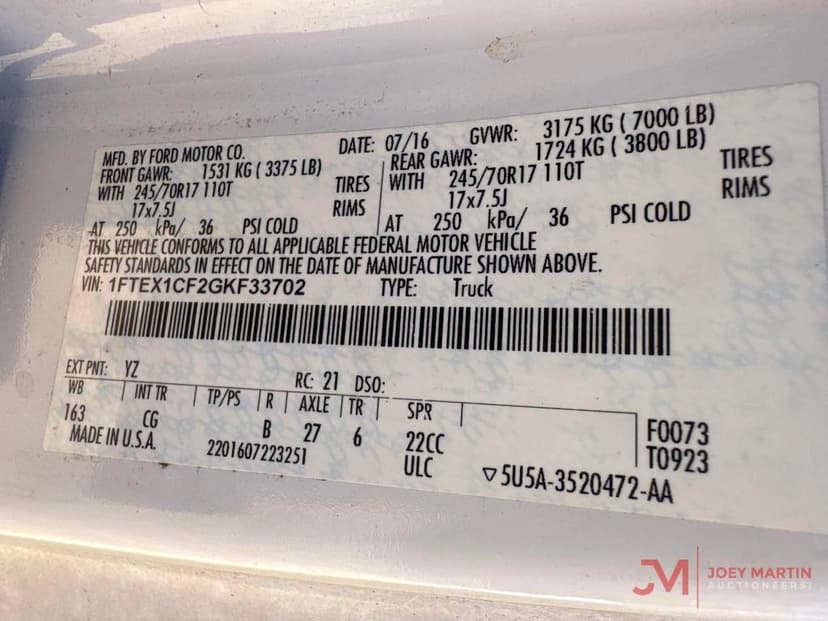 MFD. BY FORD MOTOR CO. DATE: 07/16 GVWR: 3175 KG ( 7000 LB)
FRONT GAWR: 1531 KG ( 3375 LB) REAR GAWR: 1724 KG ( 3800 LB)
WITH 245/70R17 110T TIRES WITH 245/70R17 110T TIRES
17x7.5J RIMS 17x7.5J RIMS
AT 250 kPa/ 36 PSI COLD AT 250 kPa/ 36 PSI COLD
THIS VEHICLE CONFORMS TO ALL APPLICABLE FEDERAL MOTOR VEHICLE
SAFETY STANDARDS IN EFFECT ON THE DATE OF MANUFACTURE SHOWN ABOVE.
VIN: 1FTEX1CF2GKF33702 TYPE: Truck
EXT PNT: YZ RC: 21 DSO:
WB INT TR TP/PS R AXLE TR SPR
163 CG B 27 6 22CC F0073
MADE IN U.S.A. 2201607223251 ULC T0923
5U5A-3520472-AA
JM JOEY MARTIN
AUCTIONEERS